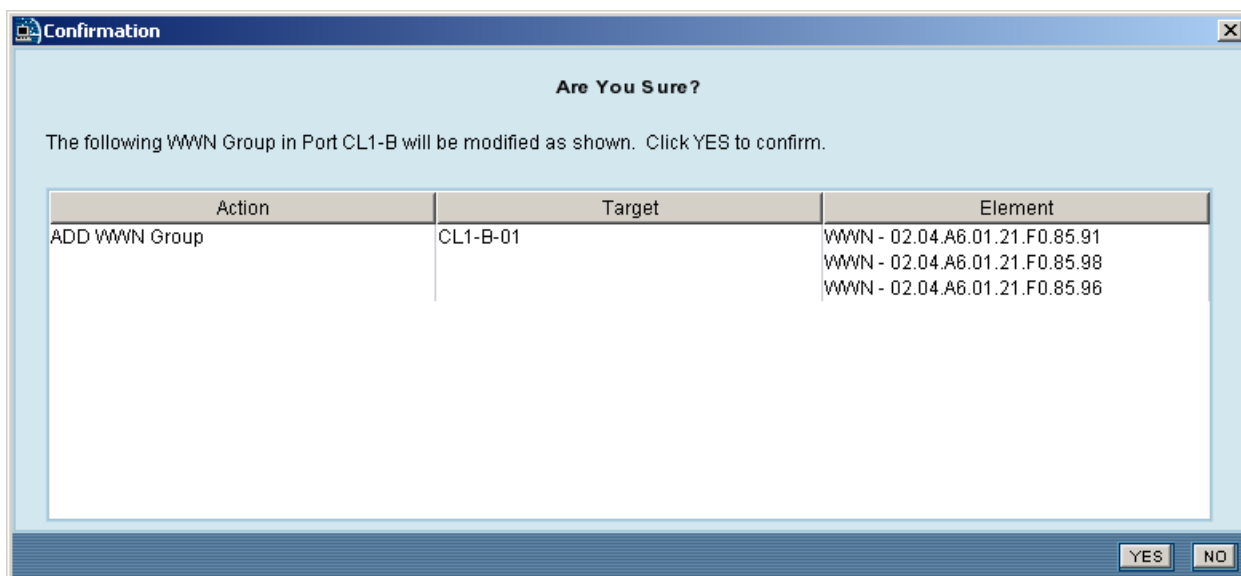 Confirmation
Are You Sure?
The following WWN Group in Port CL1-B will be modified as shown. Click YES to confirm.
Action Target Element
ADD WWN Group CL1-B-01 WWN - 02.04.A6.01.21.F0.85.91
WWN - 02.04.A6.01.21.F0.85.98
WWN - 02.04.A6.01.21.F0.85.96
YES NO